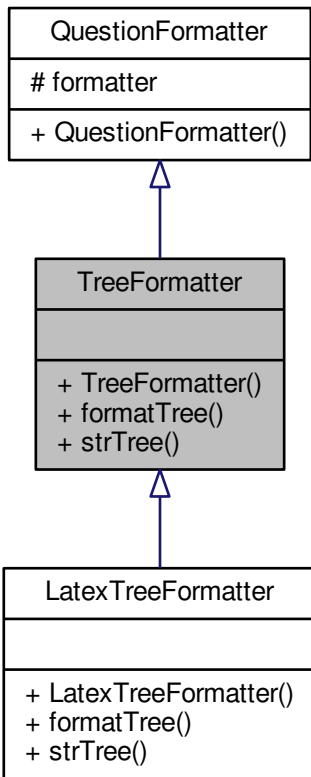 QuestionFormatter
# formatter
+ QuestionFormatter()
TreeFormatter
+ TreeFormatter()
+ formatTree()
+ strTree()
LatexTreeFormatter
+ LatexTreeFormatter()
+ formatTree()
+ strTree()